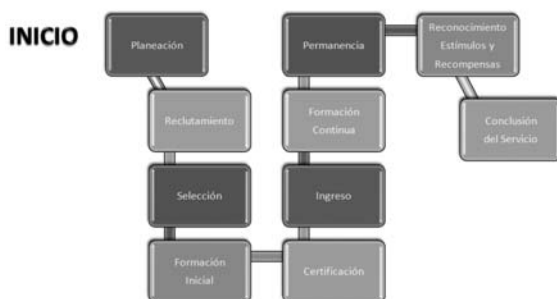 INICIO
Planeación
Reclutamiento
Selección
Formación
Inicial
Certificación
Ingreso
Formación
Continua
Permanencia
Reconocimiento
Estímulos y
Recompensas
Conclusión
del Servicio